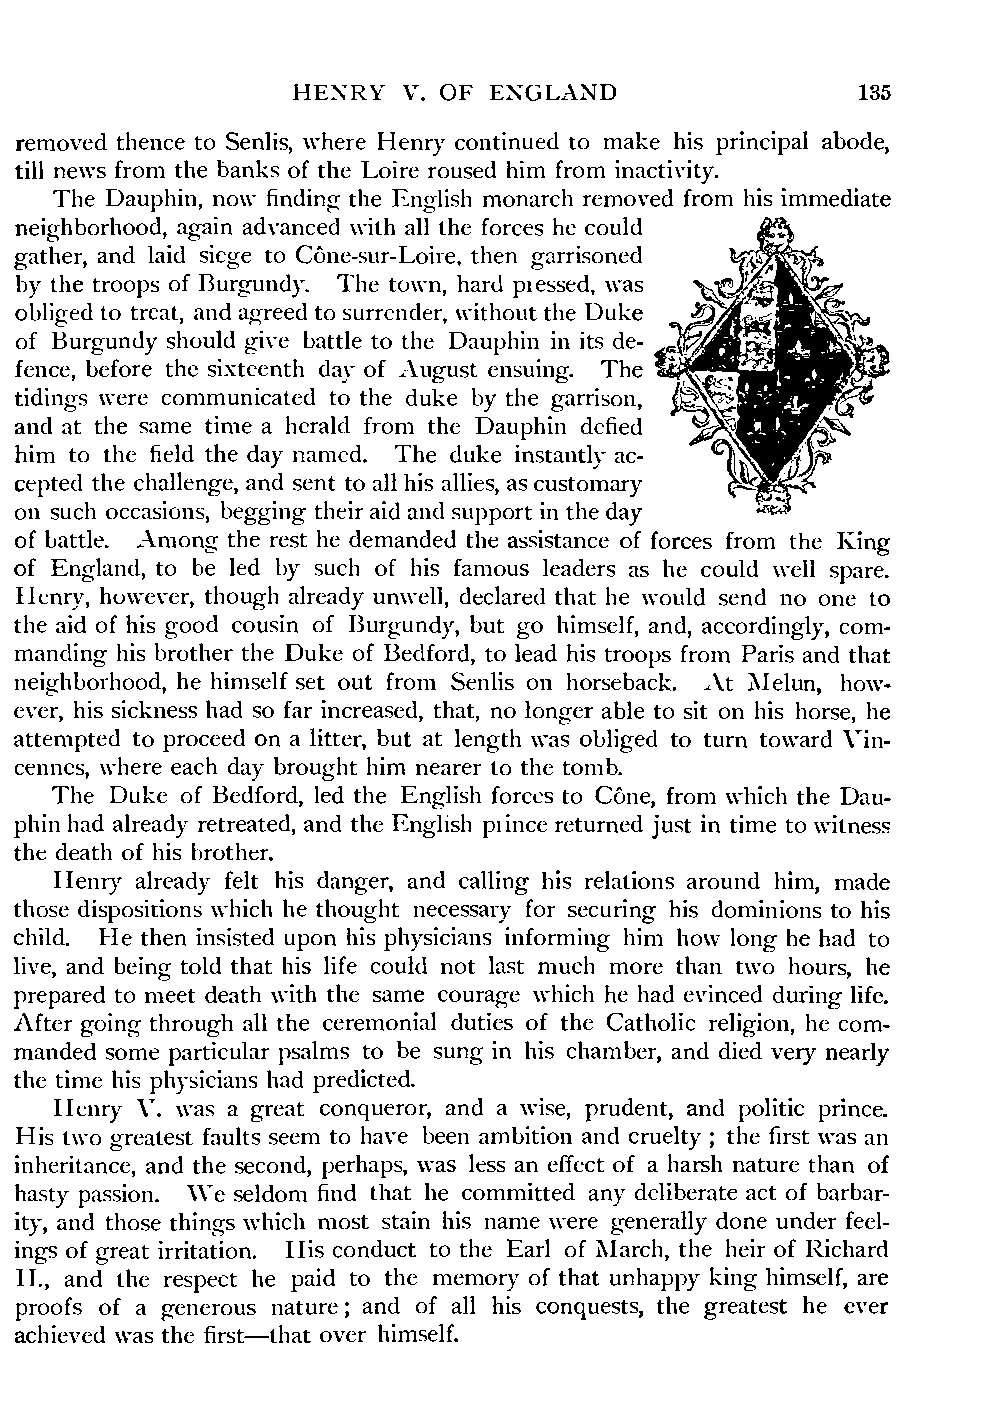 HENRY V. OF ENGLAND 135
removed thence to Senlis, where Henry continued to make his principal abode,
till news from the banks of the Loire roused him from inactivity.
The Dauphin, now finding the English monarch removed from his immediate
neighborhood, again advanced with all the forces he could
gather, and laid siege to Cône-sur-Loire, then garrisoned
by the troops of Burgundy. The town, hard pressed, was
obliged to treat, and agreed to surrender, without the Duke
of Burgundy should give battle to the Dauphin in its de-
fence, before the sixteenth day of August ensuing. The
tidings were communicated to the duke by the garrison,
and at the same time a herald from the Dauphin defied
him to the field the day named. The duke instantly ac-
cepted the challenge, and sent to all his allies, as customary
on such occasions, begging their aid and support in the day
of battle. Among the rest he demanded the assistance of forces from the King
of England, to be led by such of his famous leaders as he could well spare.
Henry, however, though already unwell, declared that he would send no one to
the aid of his good cousin of Burgundy, but go himself, and, accordingly, com-
manding his brother the Duke of Bedford, to lead his troops from Paris and that
neighborhood, he himself set out from Senlis on horseback. At Melun, how-
ever, his sickness had so far increased, that, no longer able to sit on his horse, he
attempted to proceed on a litter, but at length was obliged to turn toward Vin-
cennes, where each day brought him nearer to the tomb.
The Duke of Bedford, led the English forces to Cône, from which the Dau-
phin had already retreated, and the English prince returned just in time to witness
the death of his brother.
Henry already felt his danger, and calling his relations around him, made
those dispositions which he thought necessary for securing his dominions to his
child. He then insisted upon his physicians informing him how long he had to
live, and being told that his life could not last much more than two hours, he
prepared to meet death with the same courage which he had evinced during life.
After going through all the ceremonial duties of the Catholic religion, he com-
manded some particular psalms to be sung in his chamber, and died very nearly
the time his physicians had predicted.
Henry V. was a great conqueror, and a wise, prudent, and politic prince.
His two greatest faults seem to have been ambition and cruelty ; the first was an
inheritance, and the second, perhaps, was less an effect of a harsh nature than of
hasty passion. We seldom find that he committed any deliberate act of barbar-
ity, and those things which most stain his name were generally done under feel-
ings of great irritation. His conduct to the Earl of March, the heir of Richard
II., and the respect he paid to the memory of that unhappy king himself, are
proofs of a generous nature ; and of all his conquests, the greatest he ever
achieved was the first—that over himself.